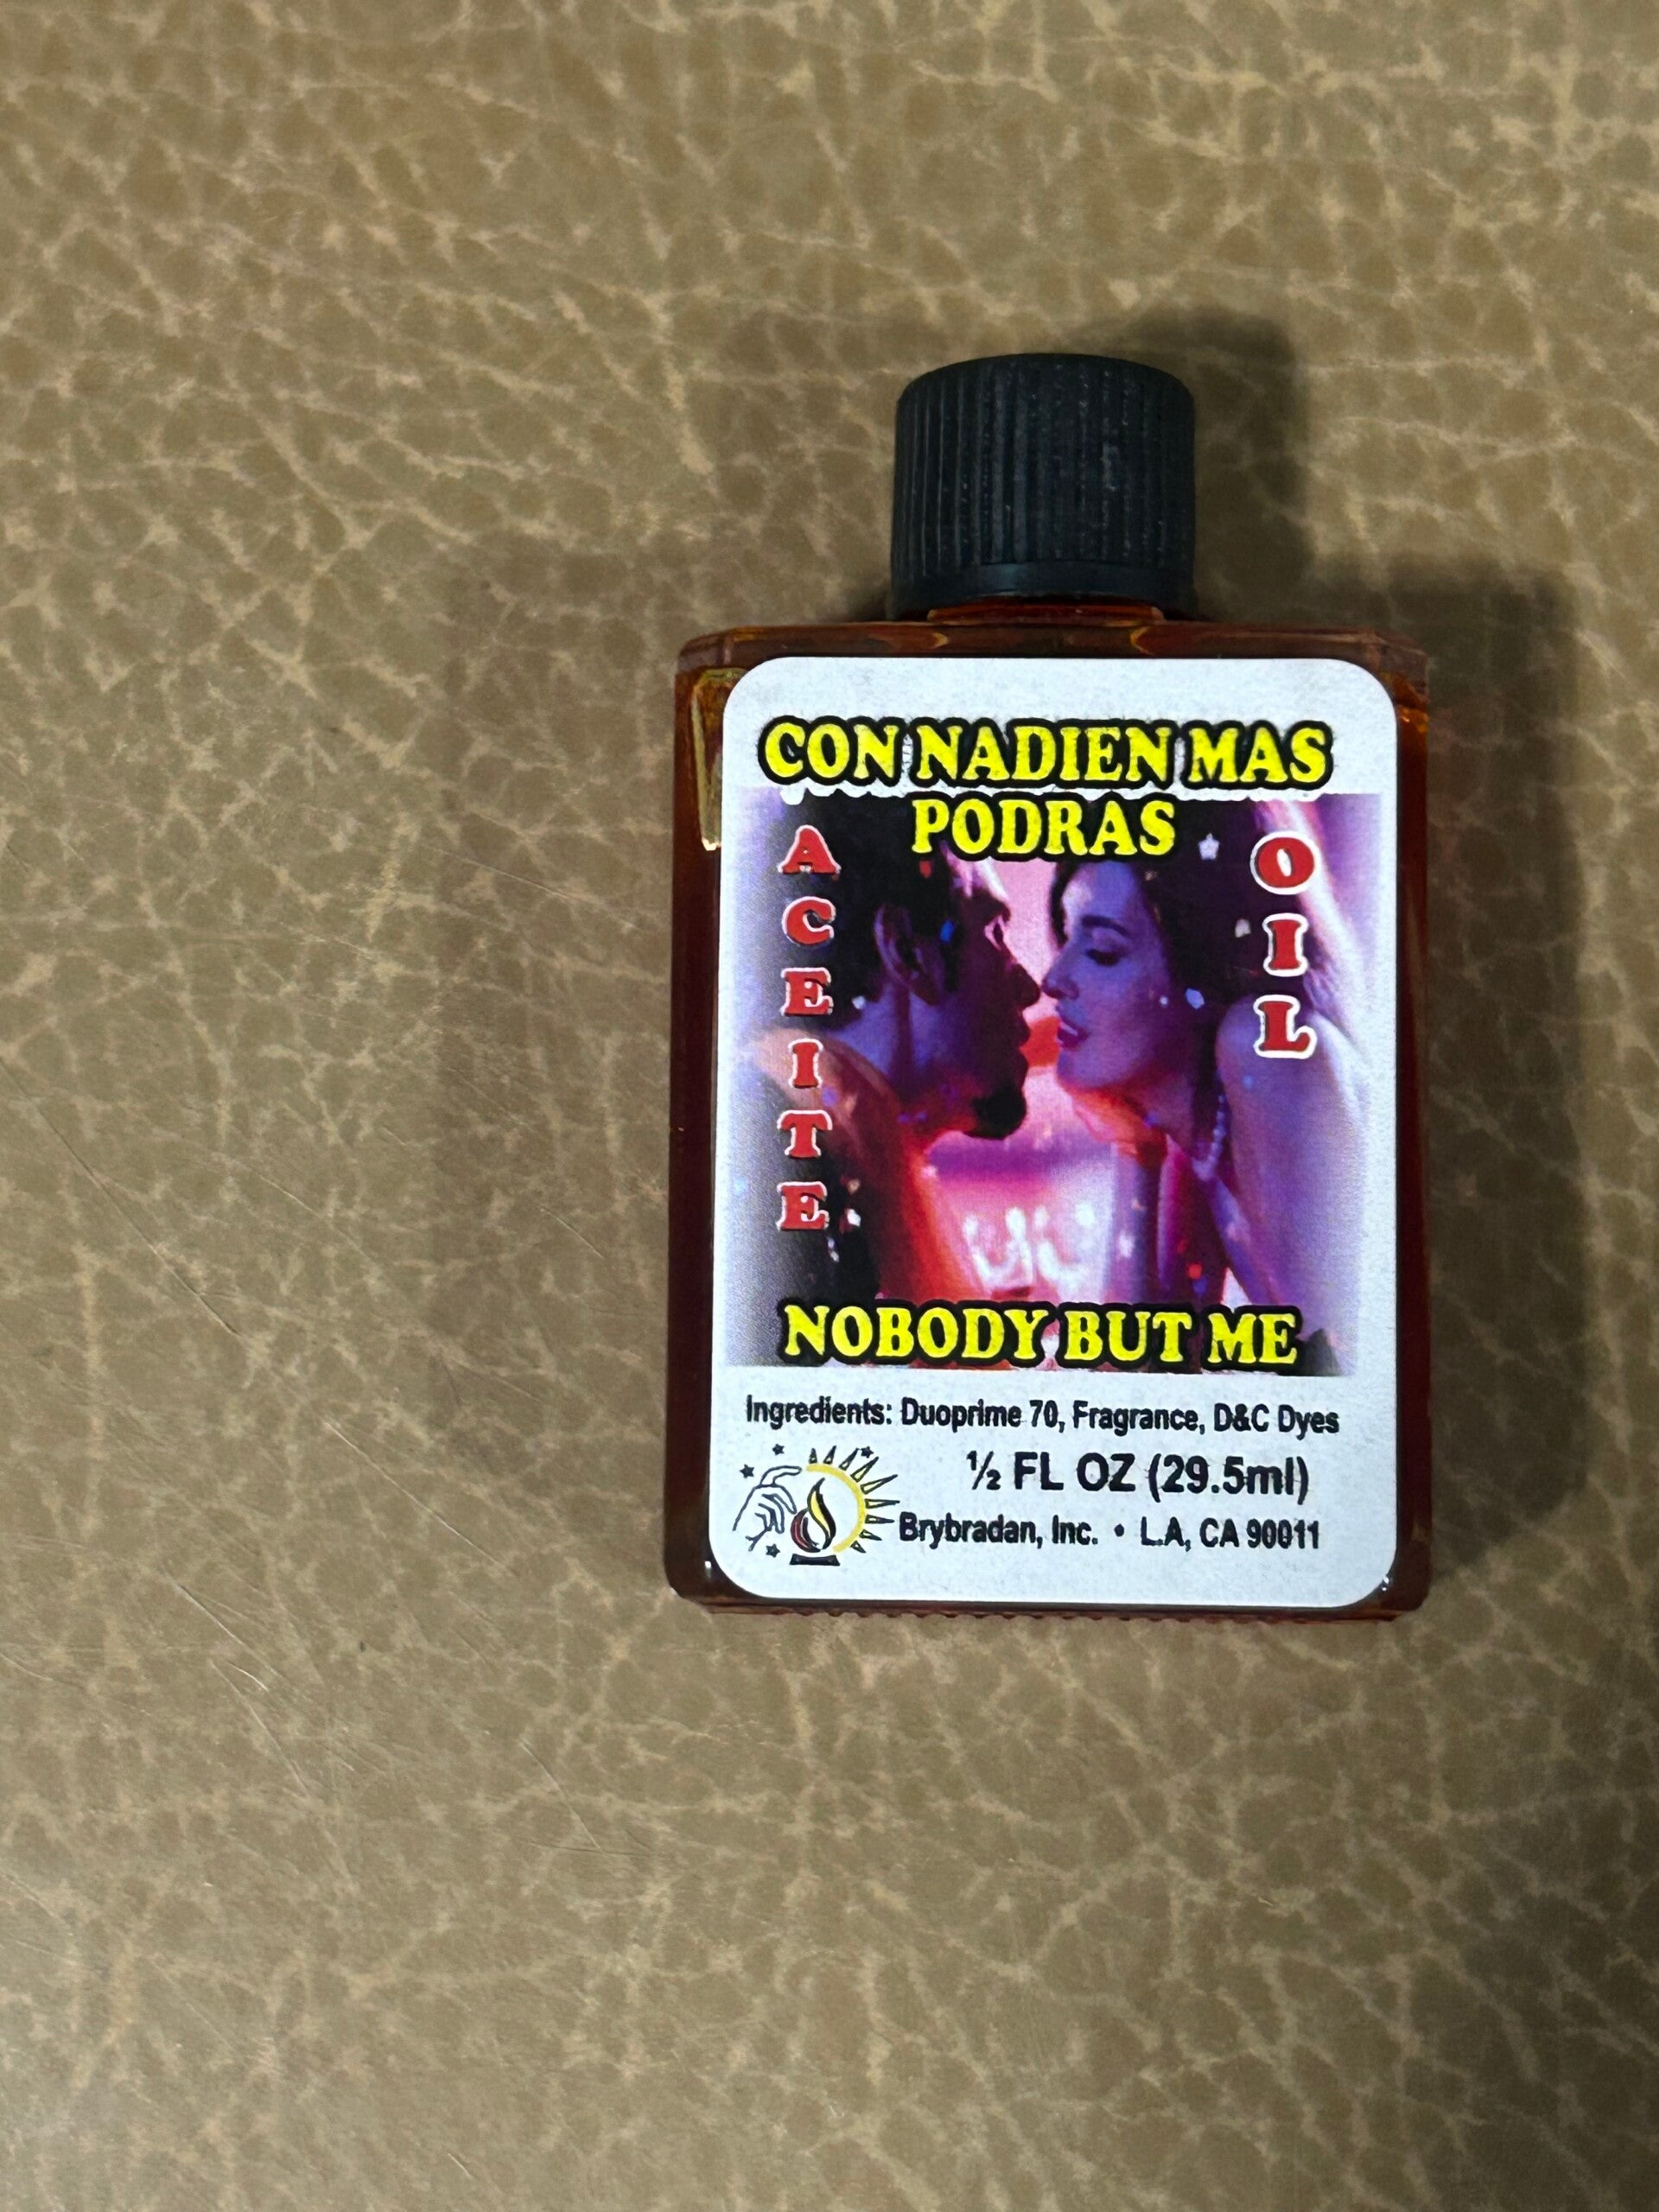 CON NADIEN MAS
PODRAS
ACEITE
OIL
NOBODY BUT ME
Ingredients: Duoprime 70, Fragrance, D&C Dyes
½ FL OZ (29.5ml)
Brybradan, Inc. • L.A, CA 90011